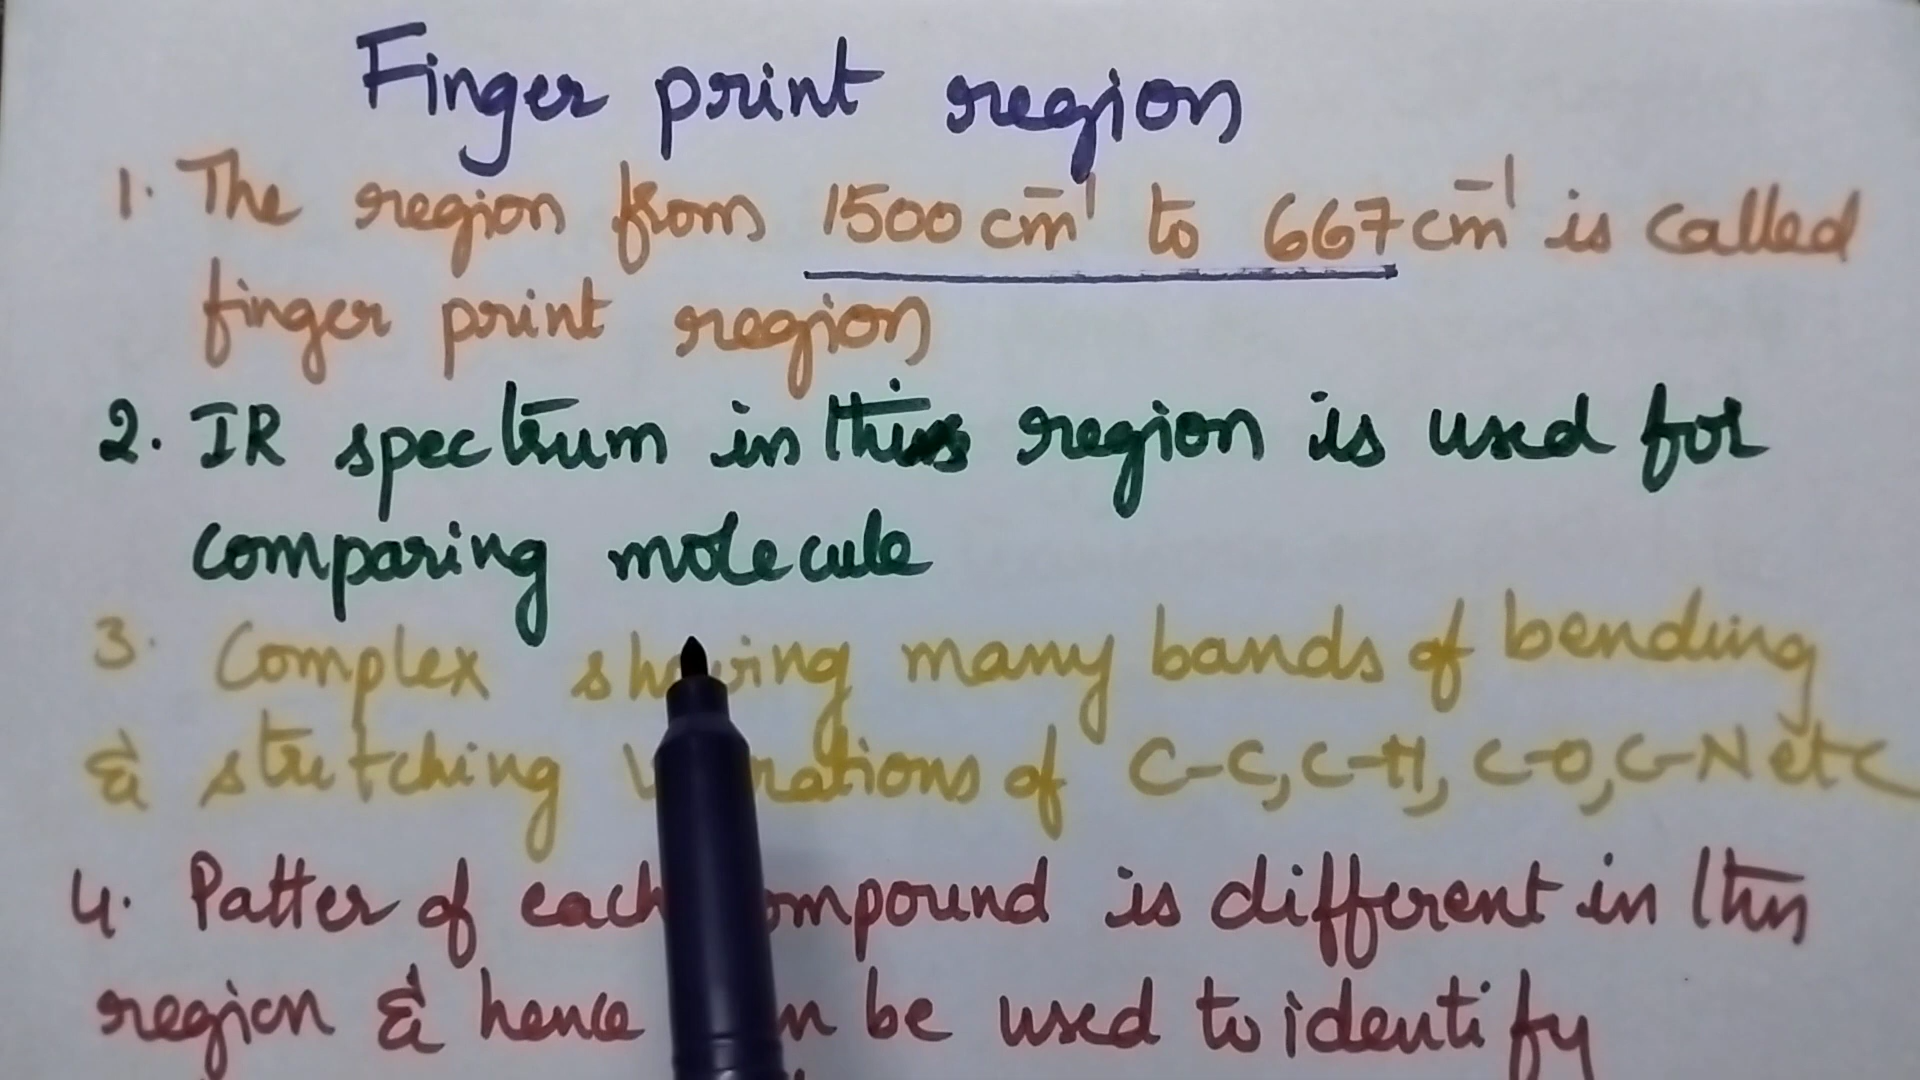 Finger print region
1. The region from 1500 cm⁻¹ to 667 cm⁻¹ is called
finger print region
2. IR spectrum in this region is used for
comparing molecule
3. Complex showing many bands of bending
& stretching vibrations of C-C, C-H, C-O, C-N etc
4. Patter of each compound is different in this
region & hence can be used to identify